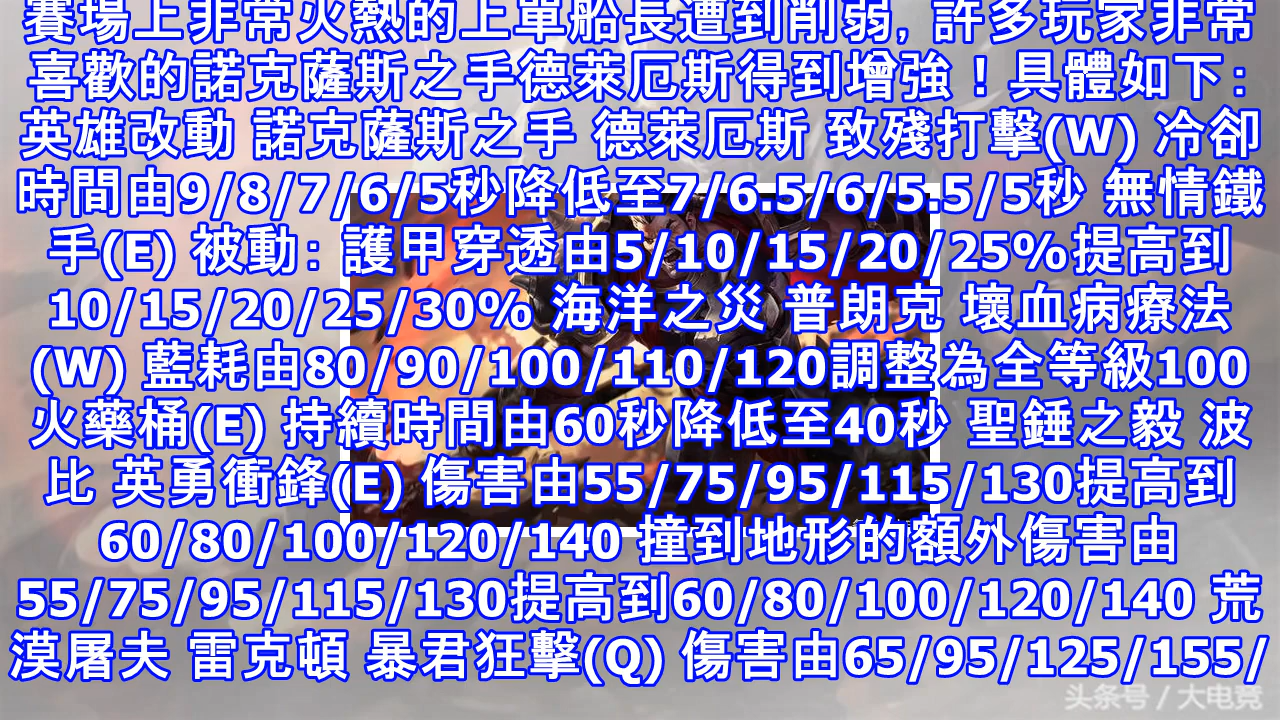 賽場上非常火熱的上單船長遭到削弱, 許多玩家非常
喜歡的諾克薩斯之手德萊厄斯得到增強！具體如下:
英雄改動 諾克薩斯之手 德萊厄斯 致殘打擊(W) 冷卻
時間由9/8/7/6/5秒降低至7/6.5/6/5.5/5秒 無情鐵
手(E) 被動: 護甲穿透由5/10/15/20/25%提高到
10/15/20/25/30% 海洋之災 普朗克 壞血病療法
(W) 藍耗由80/90/100/110/120調整為全等級100
火藥桶(E) 持續時間由60秒降低至40秒 聖錘之毅 波
比 英勇衝鋒(E) 傷害由55/75/95/115/130提高到
60/80/100/120/140 撞到地形的額外傷害由
55/75/95/115/130提高到60/80/100/120/140 荒
漠屠夫 雷克頓 暴君狂擊(Q) 傷害由65/95/125/155/
头条号 / 大电竞